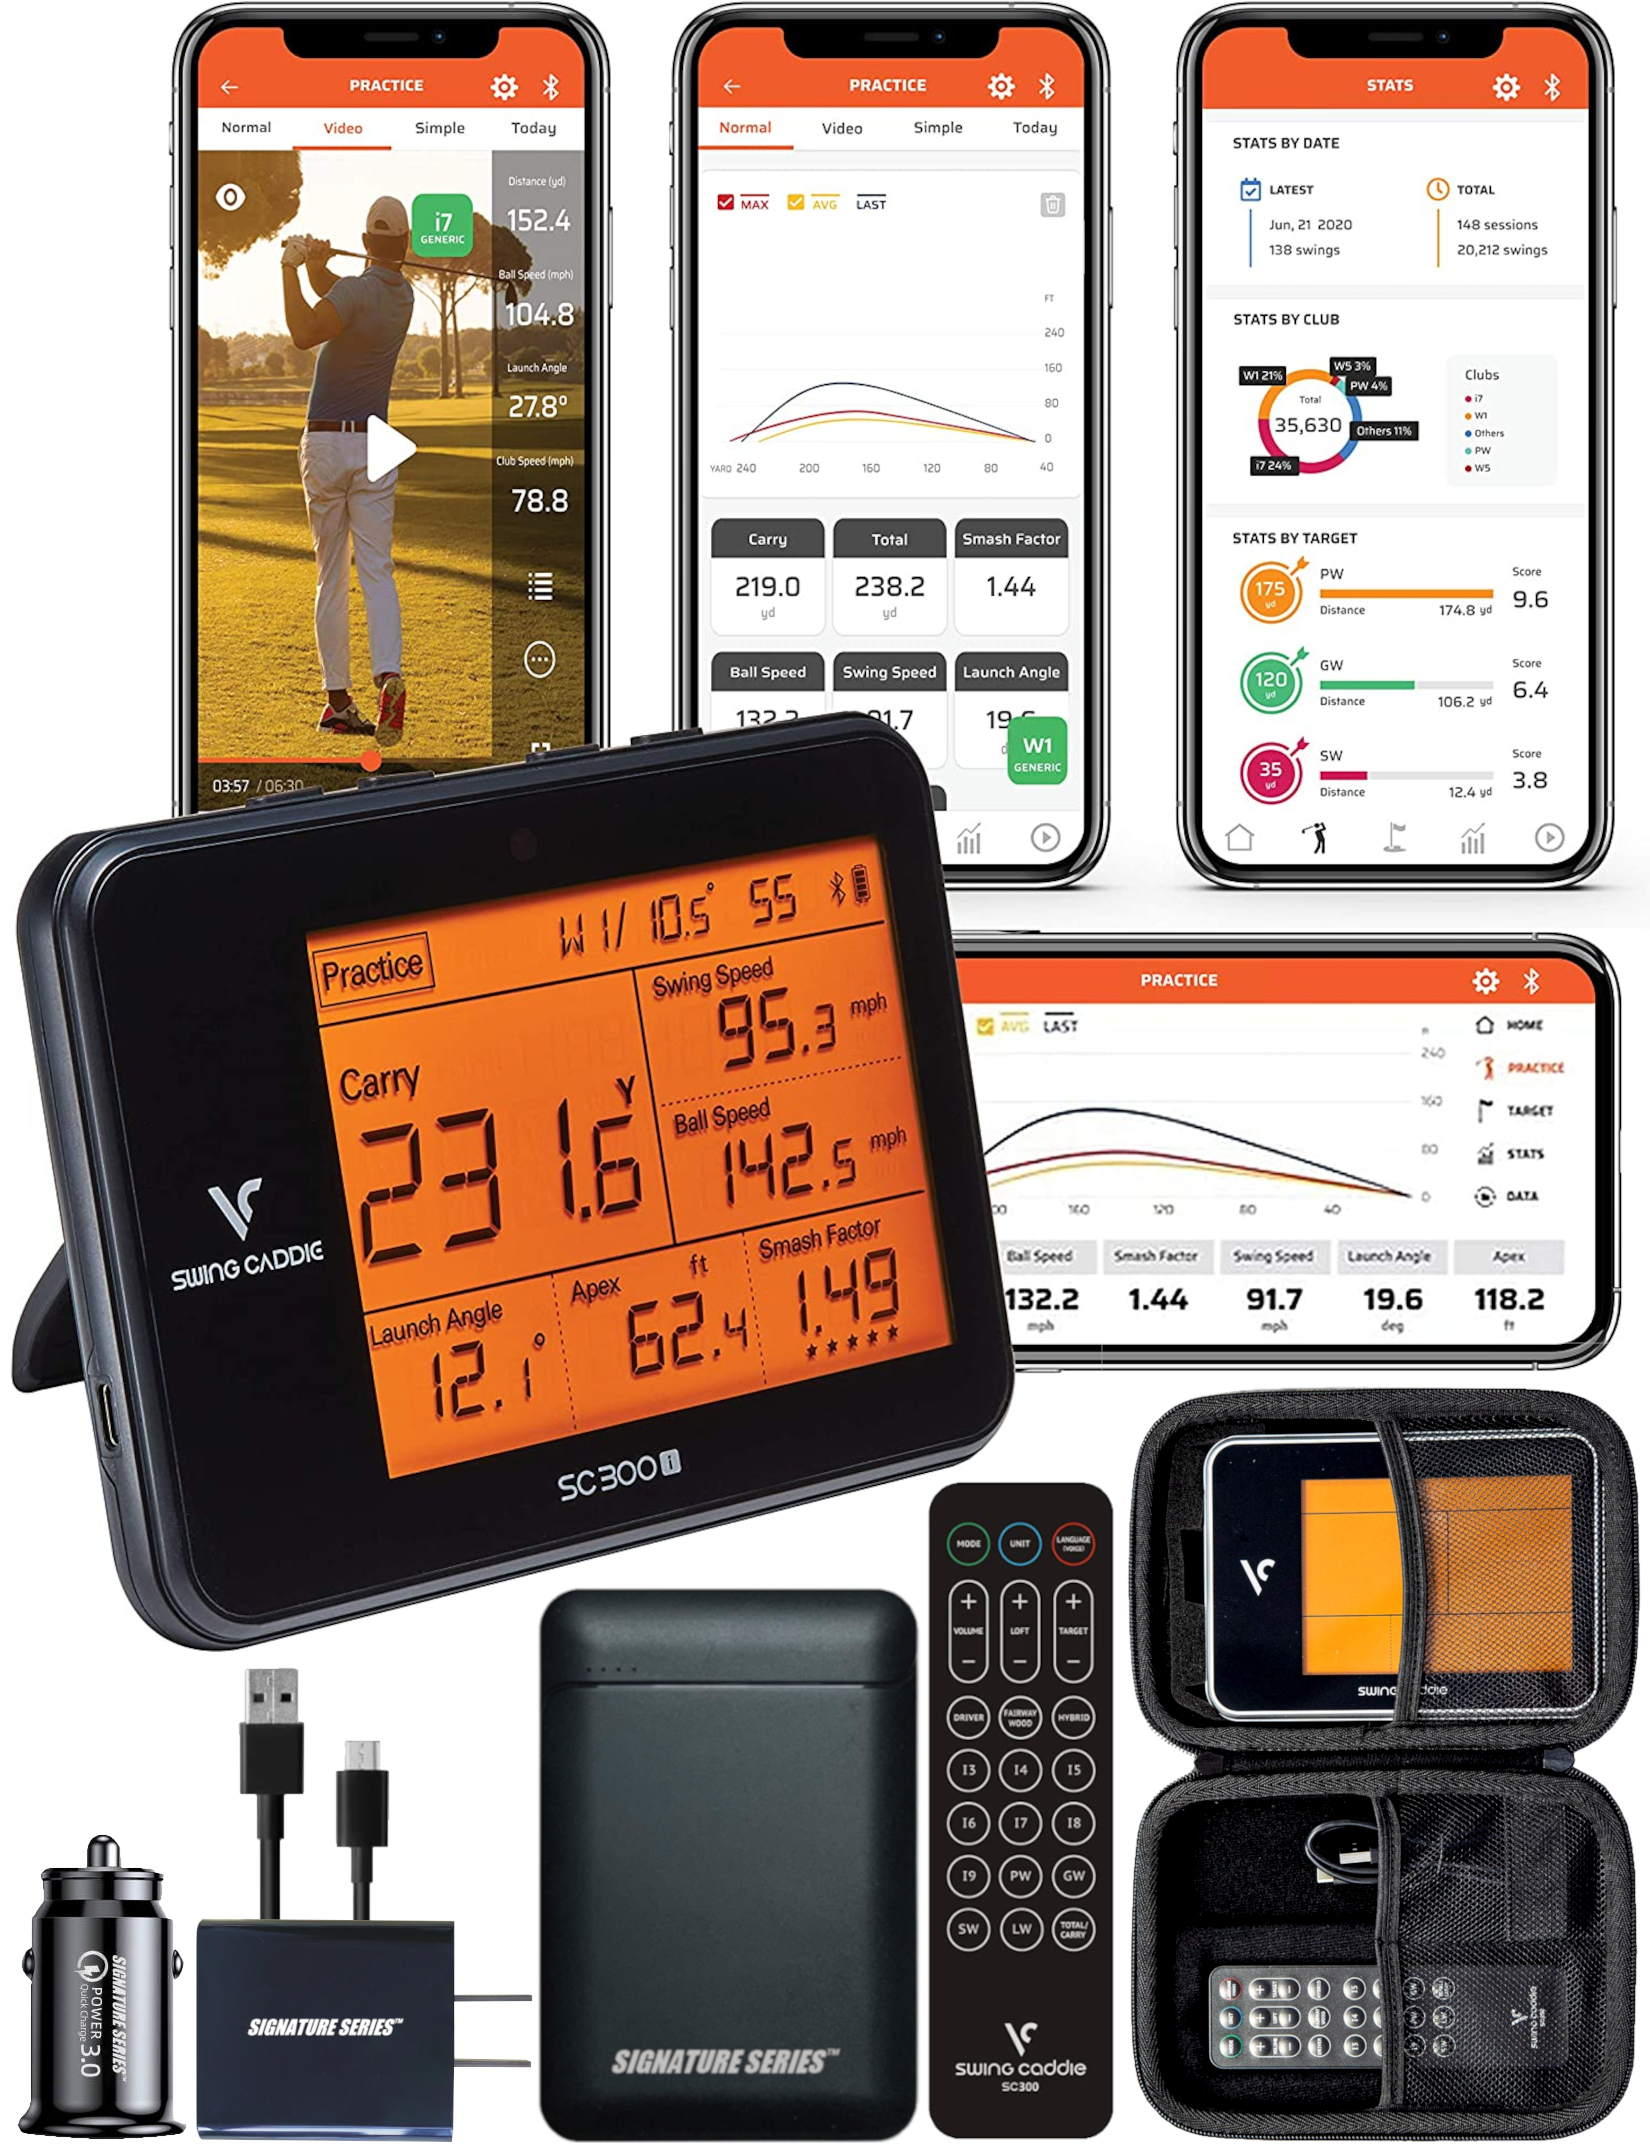 PRACTICE
Normal Video Simple Today
Distance (yd)
152.4
i7
GENERIC
Ball Speed (mph)
104.8
Launch Angle
27.8°
Club Speed (mph)
78.8
03:57 / 06:30
PRACTICE
Normal Video Simple Today
MAX AVG LAST
FT
240
160
80
0
YARD 240 200 160 120 80 40
Carry Total Smash Factor
219.0 238.2 1.44
yd yd
Ball Speed Swing Speed Launch Angle
W1
GENERIC
STATS
STATS BY DATE
LATEST TOTAL
Jun, 21 2020 148 sessions
138 swings 20,212 swings
STATS BY CLUB
W1 21%
W5 3%
PW 4%
Total
35,630
Others 11%
i7 24%
Clubs
i7
W1
Others
PW
W5
STATS BY TARGET
175 yd PW Score
Distance 174.8 yd 9.6
120 yd GW Score
Distance 106.2 yd 6.4
35 yd SW Score
Distance 12.4 yd 3.8
Practice W1/ 10.5° 55
Carry
231.6 Y
Swing Speed
95.3 mph
Ball Speed
142.5 mph
Launch Angle
12.1°
Apex ft
62.4
Smash Factor
1.49
SWING CADDIE
SC300i
PRACTICE
AVG LAST
240
160
80
0
160 120 80 40
HOME
PRACTICE
TARGET
STATS
DATA
Ball Speed Smash Factor Swing Speed Launch Angle Apex
132.2 1.44 91.7 19.6 118.2
mph mph deg ft
MODE UNIT LANGUAGE (VOICE)
+ + +
VOLUME LOFT TARGET
− − −
DRIVER FAIRWAY WOOD HYBRID
I3 I4 I5
I6 I7 I8
I9 PW GW
SW LW TOTAL/CARRY
SWING CADDIE
SC300
SIGNATURE SERIES™
POWER 3.0
Quick Charge
SIGNATURE SERIES™
SIGNATURE SERIES™
swing caddie